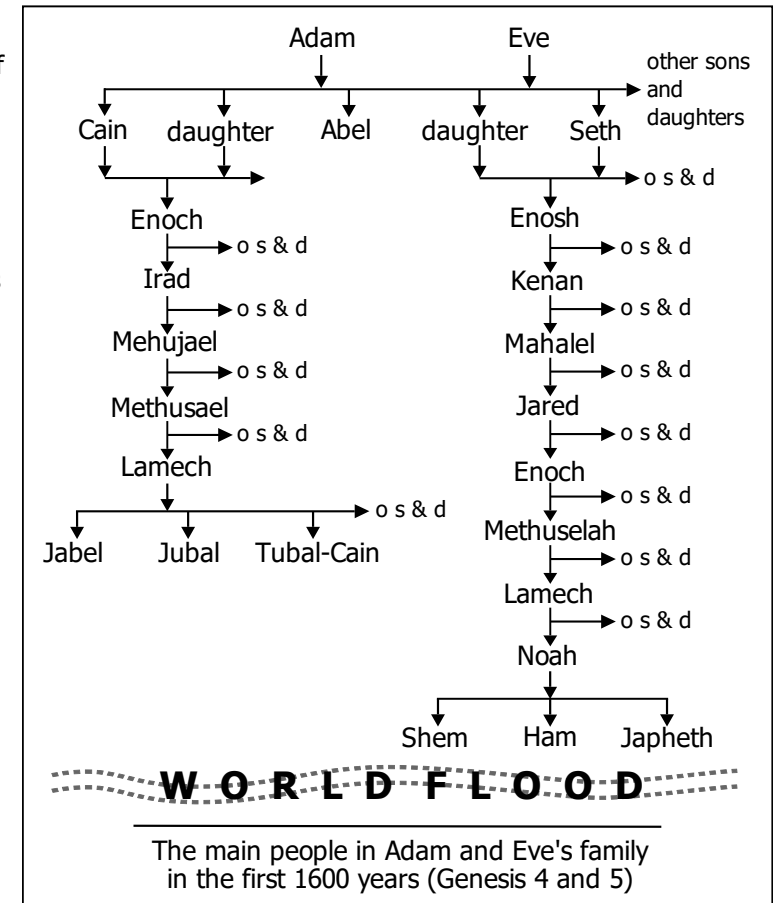 Adam Eve
other sons
and
daughters
Cain daughter Abel daughter Seth
o s & d
Enoch
o s & d
Irad
o s & d
Mehujael
o s & d
Methusael
o s & d
Lamech
o s & d
Jabel Jubal Tubal-Cain
Enosh
o s & d
Kenan
o s & d
Mahalel
o s & d
Jared
o s & d
Enoch
o s & d
Methuselah
o s & d
Lamech
o s & d
Noah
Shem Ham Japheth
WORLD FLOOD
The main people in Adam and Eve's family
in the first 1600 years (Genesis 4 and 5)